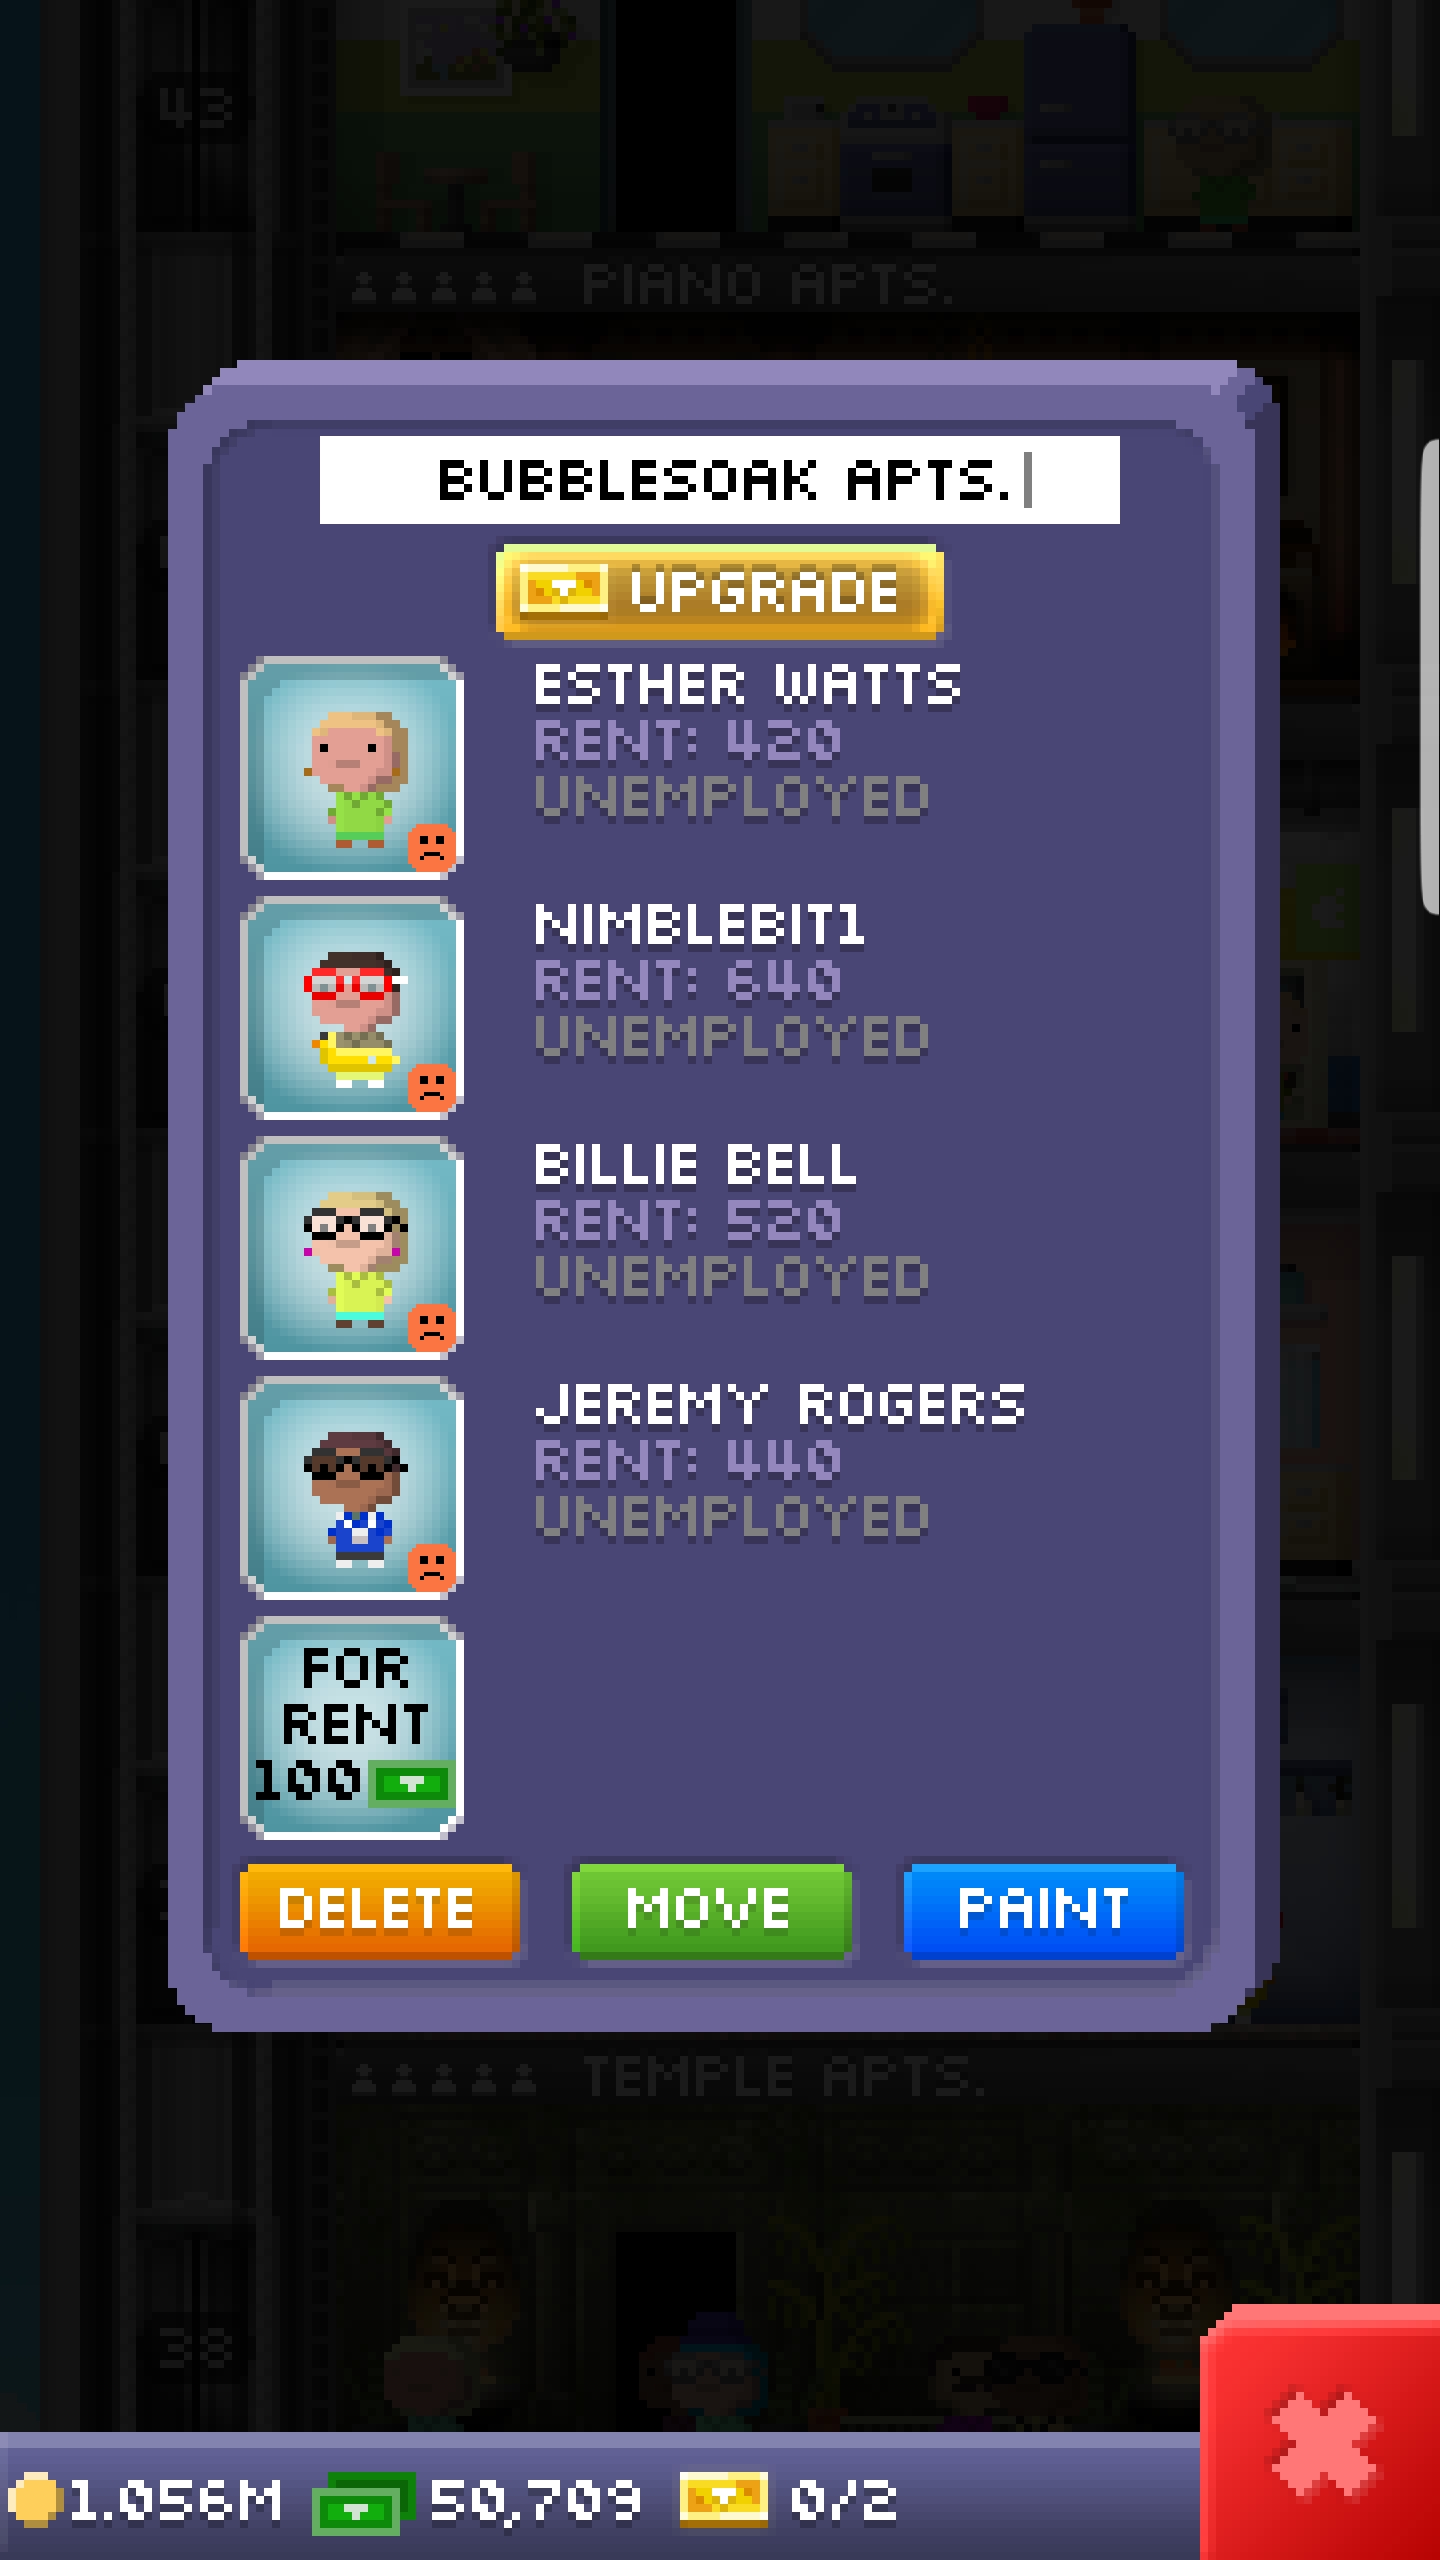 43
PIANO APTS.
BUBBLESOAK APTS.
UPGRADE
ESTHER WATTS
RENT: 420
UNEMPLOYED
NIMBLEBIT1
RENT: 640
UNEMPLOYED
BILLIE BELL
RENT: 520
UNEMPLOYED
JEREMY ROGERS
RENT: 440
UNEMPLOYED
FOR
RENT
100
DELETE MOVE PAINT
TEMPLE APTS.
38
1.056M 50,709 0/2